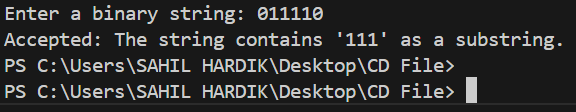 Enter a binary string: 011110
Accepted: The string contains '111' as a substring.
PS C:\Users\SAHIL HARDIK\Desktop\CD File>
PS C:\Users\SAHIL HARDIK\Desktop\CD File>